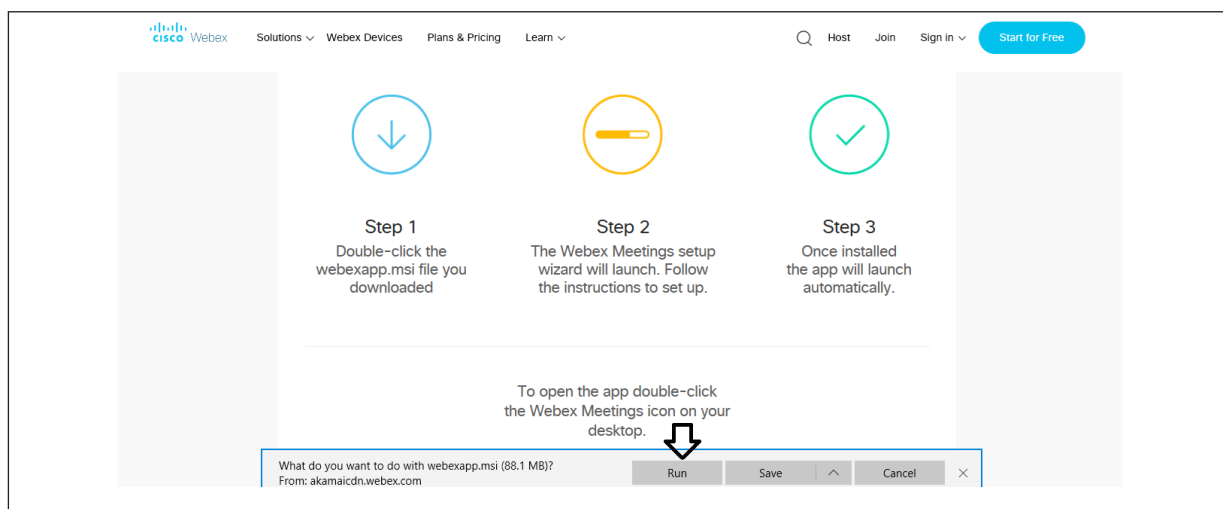 CISCO Webex Solutions Webex Devices Plans & Pricing Learn Host Join Sign in Start for Free
Step 1
Double-click the
webexapp.msi file you
downloaded
Step 2
The Webex Meetings setup
wizard will launch. Follow
the instructions to set up.
Step 3
Once installed
the app will launch
automatically.
To open the app double-click
the Webex Meetings icon on your
desktop.
What do you want to do with webexapp.msi (88.1 MB)?
From: akamaicdn.webex.com
Run Save Cancel